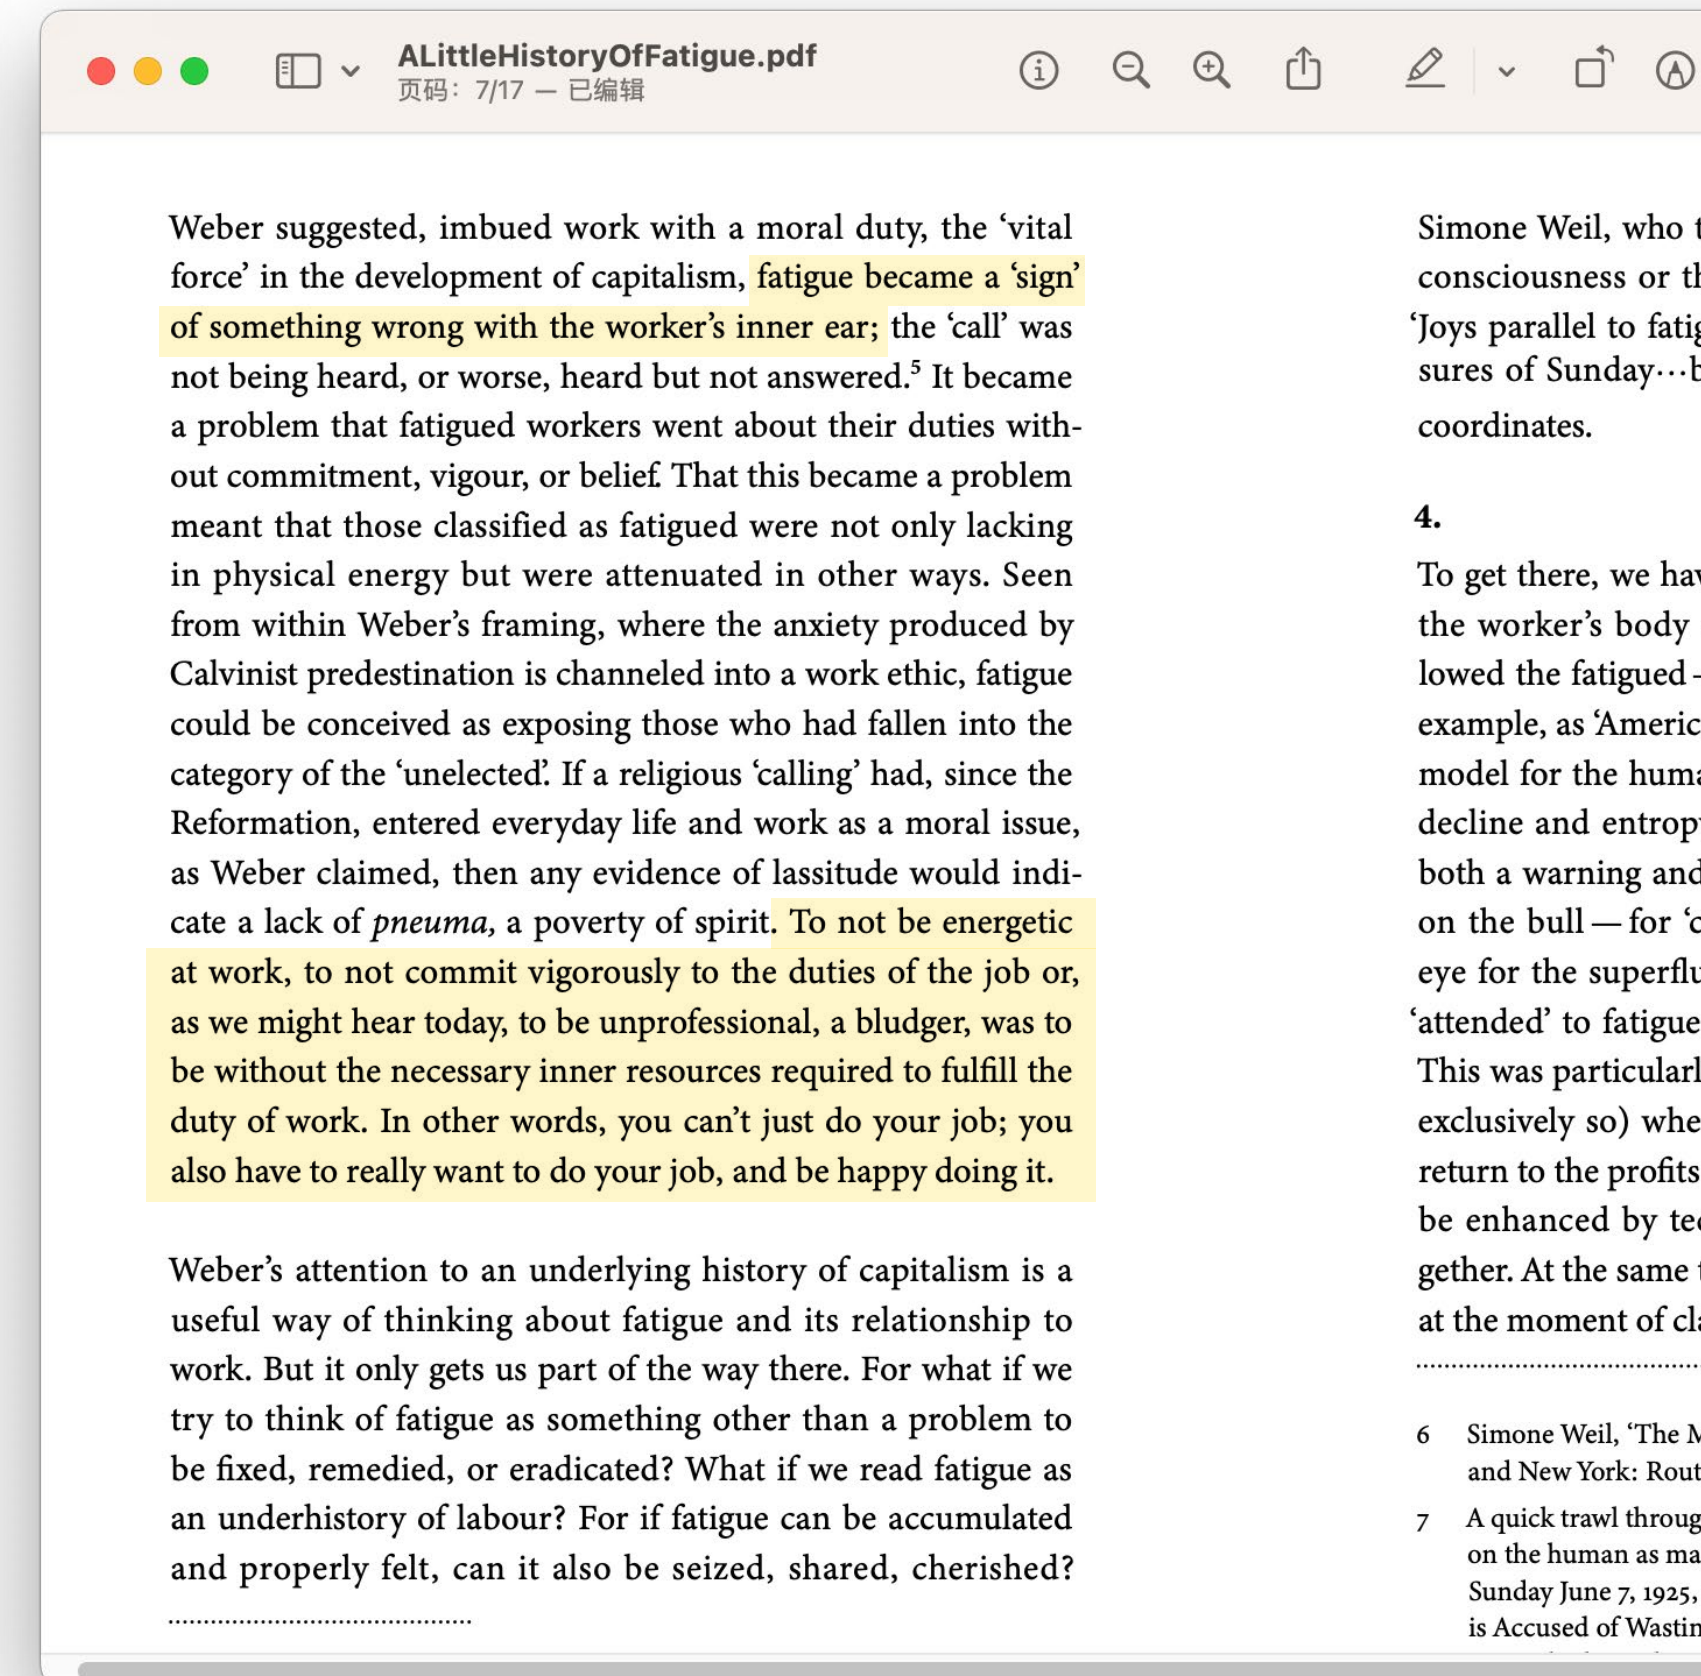 ALittleHistoryOfFatigue.pdf
页码：7/17 — 已编辑
Weber suggested, imbued work with a moral duty, the ‘vital
force’ in the development of capitalism, fatigue became a ‘sign’
of something wrong with the worker’s inner ear; the ‘call’ was
not being heard, or worse, heard but not answered.⁵ It became
a problem that fatigued workers went about their duties with-
out commitment, vigour, or belief. That this became a problem
meant that those classified as fatigued were not only lacking
in physical energy but were attenuated in other ways. Seen
from within Weber’s framing, where the anxiety produced by
Calvinist predestination is channeled into a work ethic, fatigue
could be conceived as exposing those who had fallen into the
category of the ‘unelected’. If a religious ‘calling’ had, since the
Reformation, entered everyday life and work as a moral issue,
as Weber claimed, then any evidence of lassitude would indi-
cate a lack of pneuma, a poverty of spirit. To not be energetic
at work, to not commit vigorously to the duties of the job or,
as we might hear today, to be unprofessional, a bludger, was to
be without the necessary inner resources required to fulfill the
duty of work. In other words, you can’t just do your job; you
also have to really want to do your job, and be happy doing it.
Weber’s attention to an underlying history of capitalism is a
useful way of thinking about fatigue and its relationship to
work. But it only gets us part of the way there. For what if we
try to think of fatigue as something other than a problem to
be fixed, remedied, or eradicated? What if we read fatigue as
an underhistory of labour? For if fatigue can be accumulated
and properly felt, can it also be seized, shared, cherished?
Simone Weil, who
consciousness or
‘Joys parallel to
sures of Sunday…
coordinates.
4.
To get there, we
the worker’s body
lowed the fatigued –
example, as
model for the
decline and
both a warning and
on the bull — for
eye for the
‘attended’ to fatigue
This was
exclusively so)
return to the profits
be enhanced by
gether. At the same
at the moment of
6 Simone Weil, ‘The
and New York:
7 A quick trawl
on the human as
Sunday June 7, 1925,
is Accused of